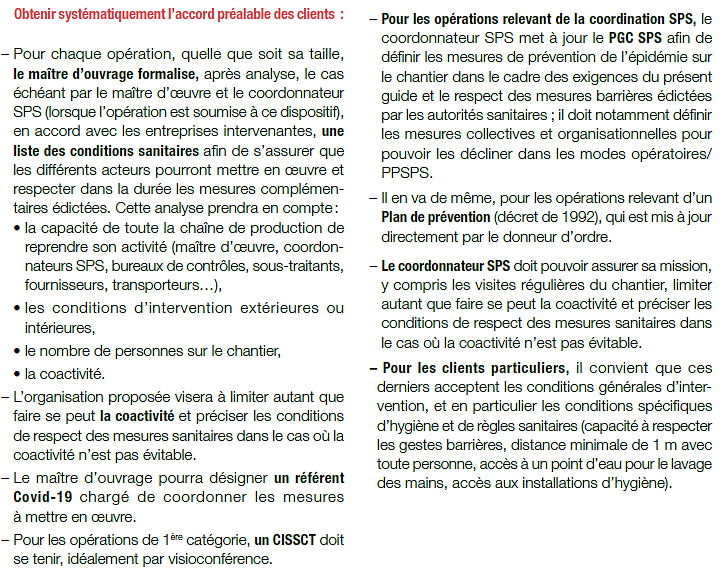 Obtenir systématiquement l’accord préalable des clients :
– Pour chaque opération, quelle que soit sa taille,
le maître d’ouvrage formalise, après analyse, le cas
échéant par le maître d’œuvre et le coordonnateur
SPS (lorsque l’opération est soumise à ce dispositif),
en accord avec les entreprises intervenantes, une
liste des conditions sanitaires afin de s’assurer que
les différents acteurs pourront mettre en œuvre et
respecter dans la durée les mesures complémen-
taires édictées. Cette analyse prendra en compte :
• la capacité de toute la chaîne de production de
reprendre son activité (maître d’œuvre, coordon-
nateurs SPS, bureaux de contrôles, sous-traitants,
fournisseurs, transporteurs…),
• les conditions d’intervention extérieures ou
intérieures,
• le nombre de personnes sur le chantier,
• la coactivité.
– L’organisation proposée visera à limiter autant que
faire se peut la coactivité et préciser les conditions
de respect des mesures sanitaires dans le cas où la
coactivité n’est pas évitable.
– Le maître d’ouvrage pourra désigner un référent
Covid-19 chargé de coordonner les mesures
à mettre en œuvre.
– Pour les opérations de 1ère catégorie, un CISSCT doit
se tenir, idéalement par visioconférence.
– Pour les opérations relevant de la coordination SPS, le
coordonnateur SPS met à jour le PGC SPS afin de
définir les mesures de prévention de l’épidémie sur
le chantier dans le cadre des exigences du présent
guide et le respect des mesures barrières édictées
par les autorités sanitaires ; il doit notamment définir
les mesures collectives et organisationnelles pour
pouvoir les décliner dans les modes opératoires/
PPSPS.
– Il en va de même, pour les opérations relevant d’un
Plan de prévention (décret de 1992), qui est mis à jour
directement par le donneur d’ordre.
– Le coordonnateur SPS doit pouvoir assurer sa mission,
y compris les visites régulières du chantier, limiter
autant que faire se peut la coactivité et préciser les
conditions de respect des mesures sanitaires dans
le cas où la coactivité n’est pas évitable.
– Pour les clients particuliers, il convient que ces
derniers acceptent les conditions générales d’inter-
vention, et en particulier les conditions spécifiques
d’hygiène et de règles sanitaires (capacité à respecter
les gestes barrières, distance minimale de 1 m avec
toute personne, accès à un point d’eau pour le lavage
des mains, accès aux installations d’hygiène).